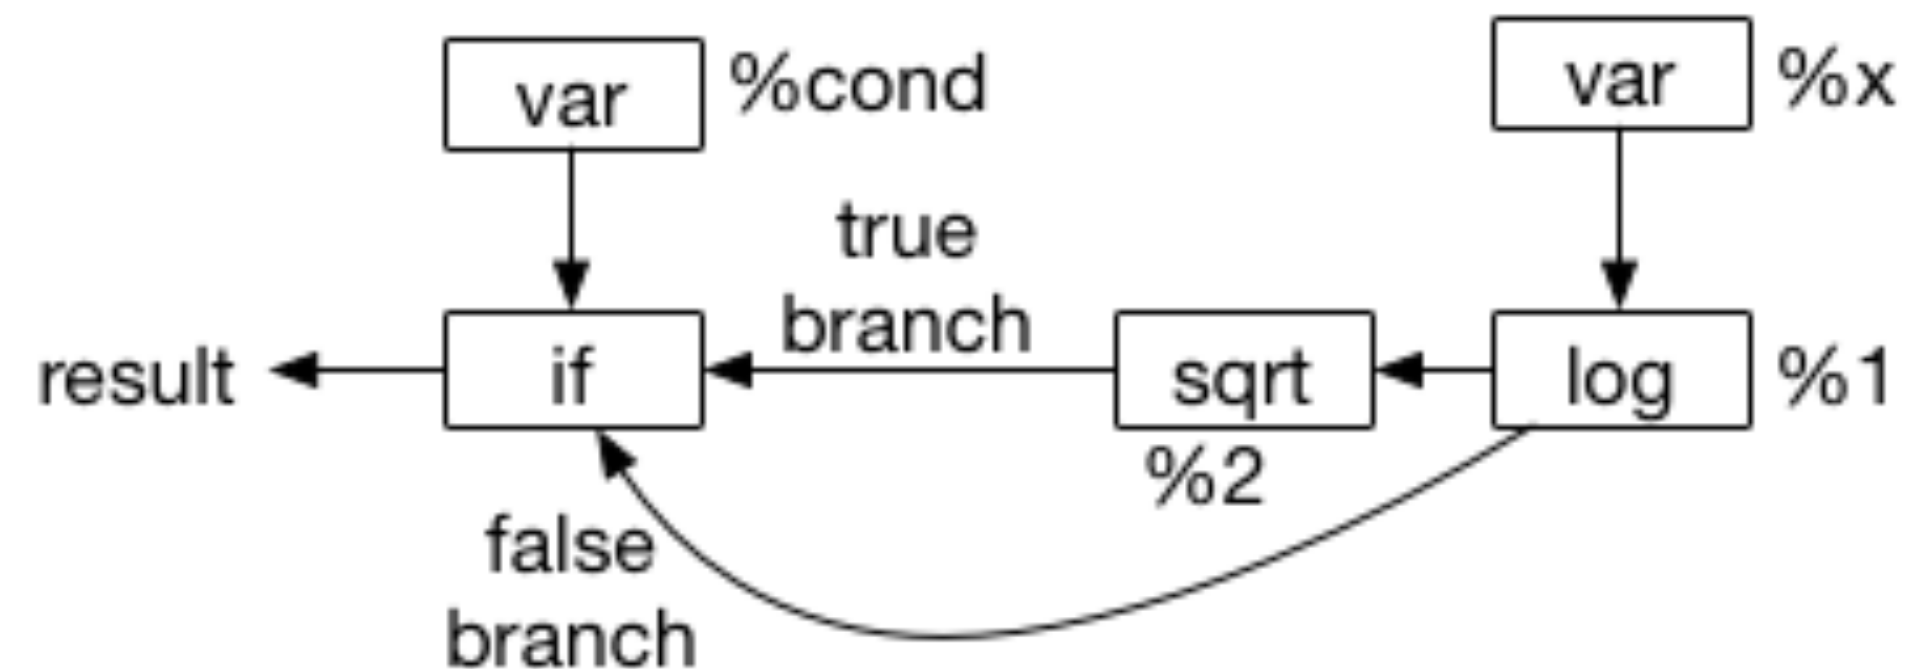 var %cond
var %x
true
branch
result
if
sqrt
log %1
%2
false
branch